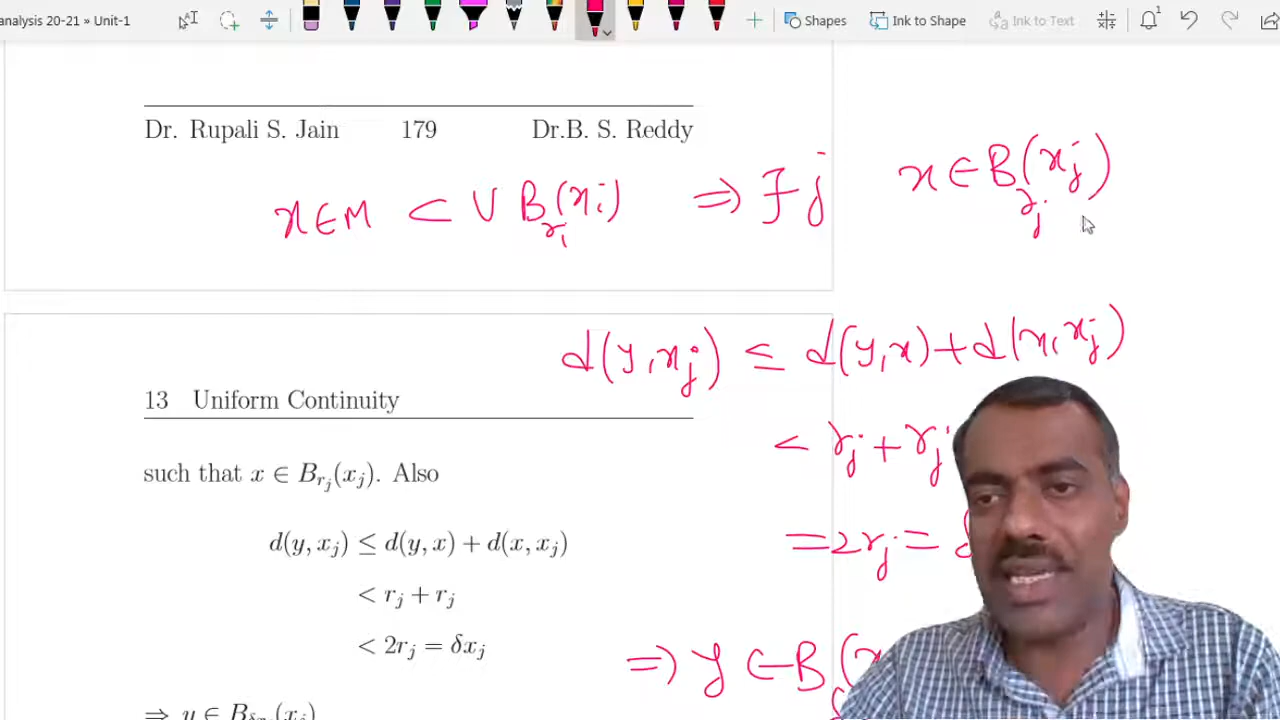 analysis 20-21 » Unit-1
Shapes
Ink to Shape
Ink to Text
Dr. Rupali S. Jain 179 Dr.B. S. Reddy
x ∈ M ⊂ ∪ B_{r_i}(x_i) ⇒ ∃ j x ∈ B_{r_j}(x_j)
d(y,x_j) ≤ d(y,x)+d(x,x_j)
13 Uniform Continuity
< r_j + r_j
such that x ∈ B_{r_j}(x_j). Also
d(y, x_j) ≤ d(y, x) + d(x, x_j)
= 2r_j =
< r_j + r_j
< 2r_j = δx_j
⇒ y ∈ B
⇒ y ∈ B_{δx_j}(x_j)